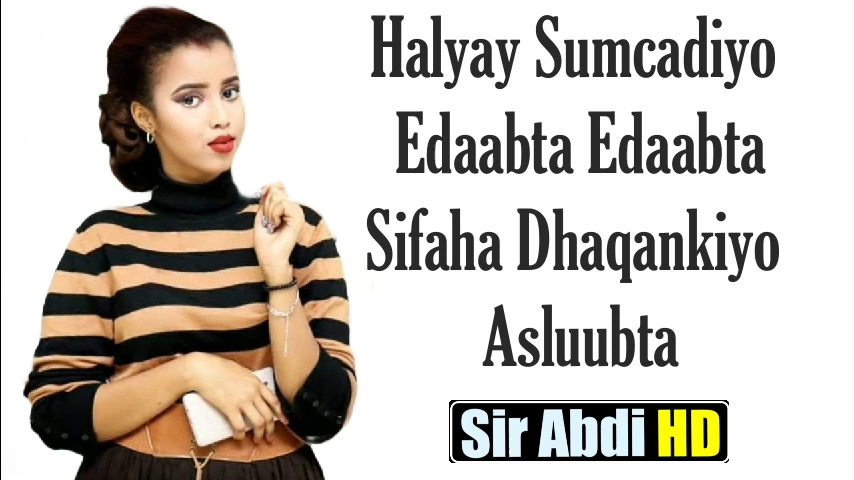 Halyay Sumcadiyo
Edaabta Edaabta
Sifaha Dhaqankiyo
Asluubta
Sir Abdi HD